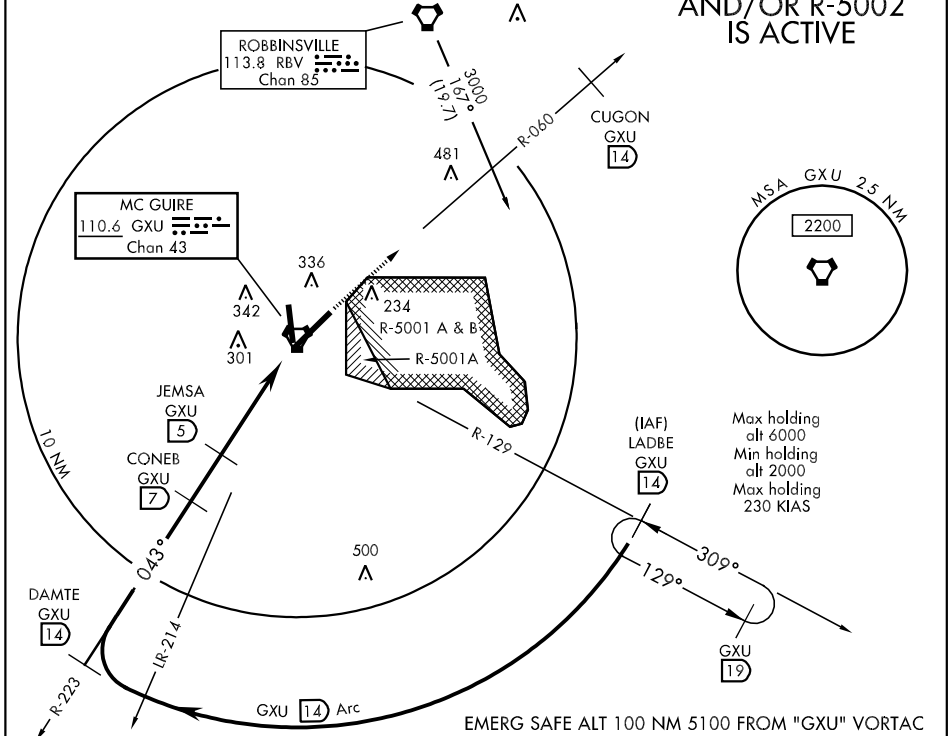 AND/OR R-5002
IS ACTIVE
ROBBINSVILLE
113.8 RBV
Chan 85
3000
167°
(19.7)
R-060
CUGON
GXU
14
481
MC GUIRE
110.6 GXU
Chan 43
MSA GXU 25 NM
2200
336
342
301
234
R-5001 A & B
R-5001A
JEMSA
GXU
5
CONEB
GXU
7
10 NM
R-129
(IAF)
LADBE
GXU
14
Max holding
alt 6000
Min holding
alt 2000
Max holding
230 KIAS
043°
500
309°
129°
DAMTE
GXU
14
LR-214
GXU
19
R-223
GXU 14 Arc
EMERG SAFE ALT 100 NM 5100 FROM "GXU" VORTAC